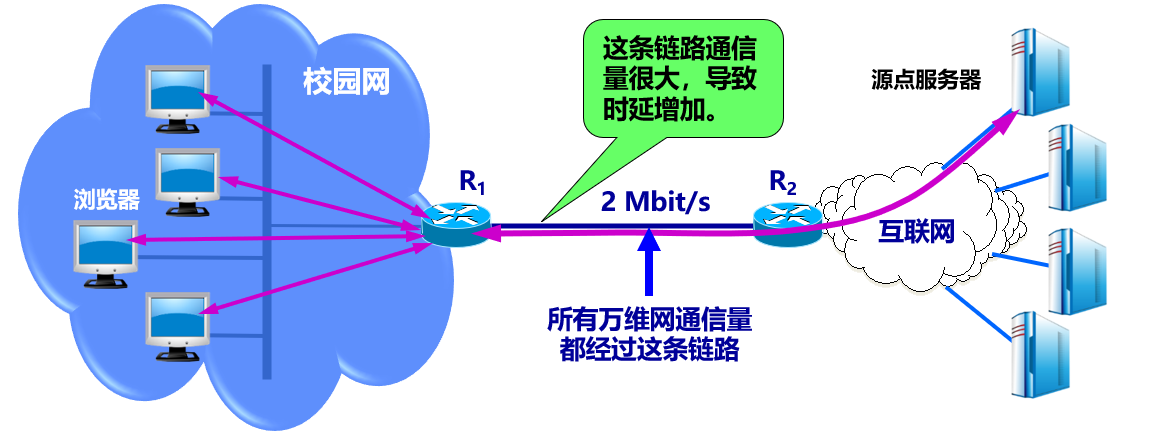 校园网
浏览器
这条链路通信
量很大，导致
时延增加。
R₁
2 Mbit/s
R₂
源点服务器
互联网
所有万维网通信量
都经过这条链路